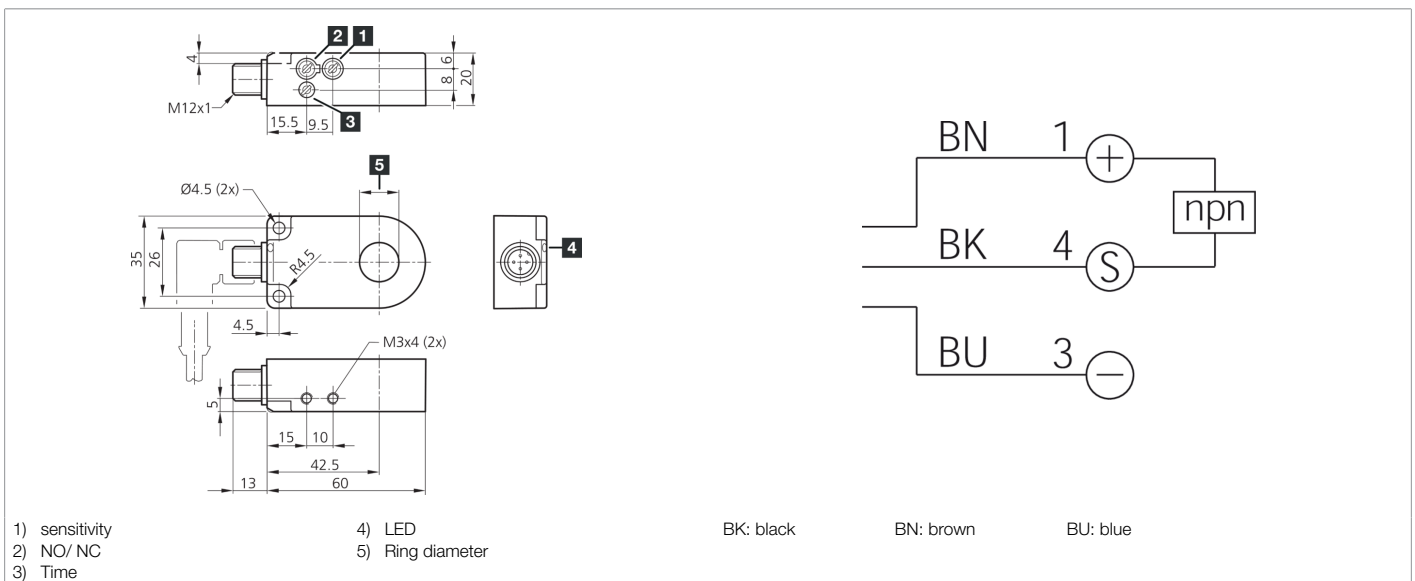 2 1
4
6
8
20
M12x1
15.5 9.5 3
5
Ø4.5 (2x)
35
26
R4.5
4
4.5
M3x4 (2x)
5
15 10
42.5
13 60
BN 1 +
npn
BK 4 S
BU 3 −
1) sensitivity
2) NO/ NC
3) Time
4) LED
5) Ring diameter
BK: black BN: brown BU: blue